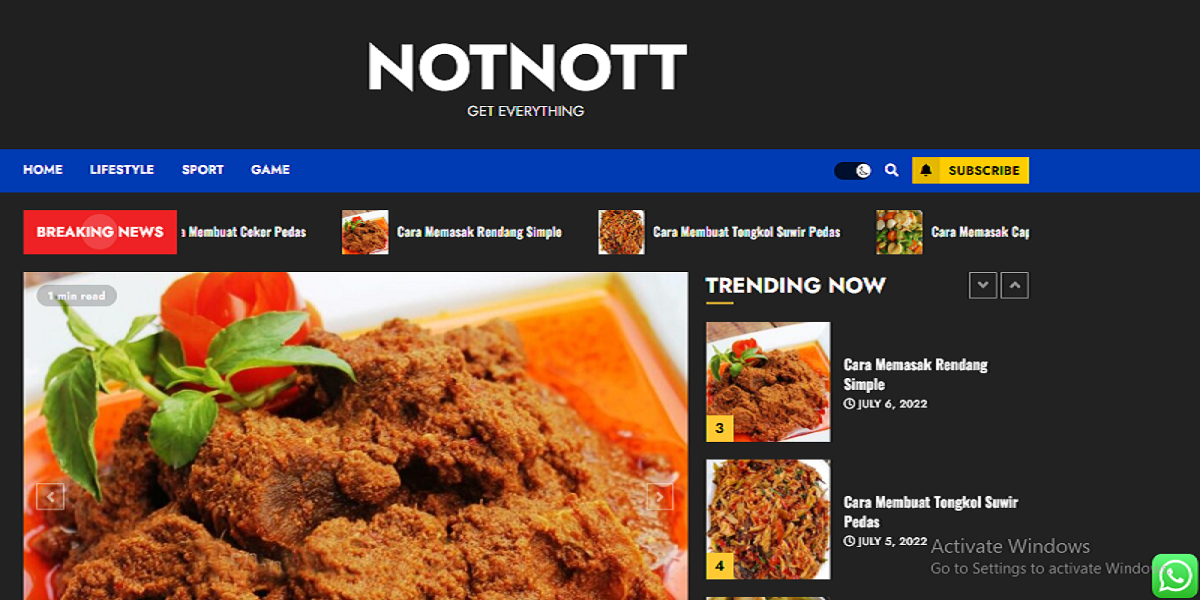 NOTNOTT
GET EVERYTHING
HOME LIFESTYLE SPORT GAME SUBSCRIBE
BREAKING NEWS Membuat Ceker Pedas Cara Memasak Rendang Simple Cara Membuat Tongkol Suwir Pedas Cara Memasak Cap
1 min read
TRENDING NOW
Cara Memasak Rendang
Simple
JULY 6, 2022
3
Cara Membuat Tongkol Suwir
Pedas
JULY 5, 2022
4
Activate Windows
Go to Settings to activate Windo